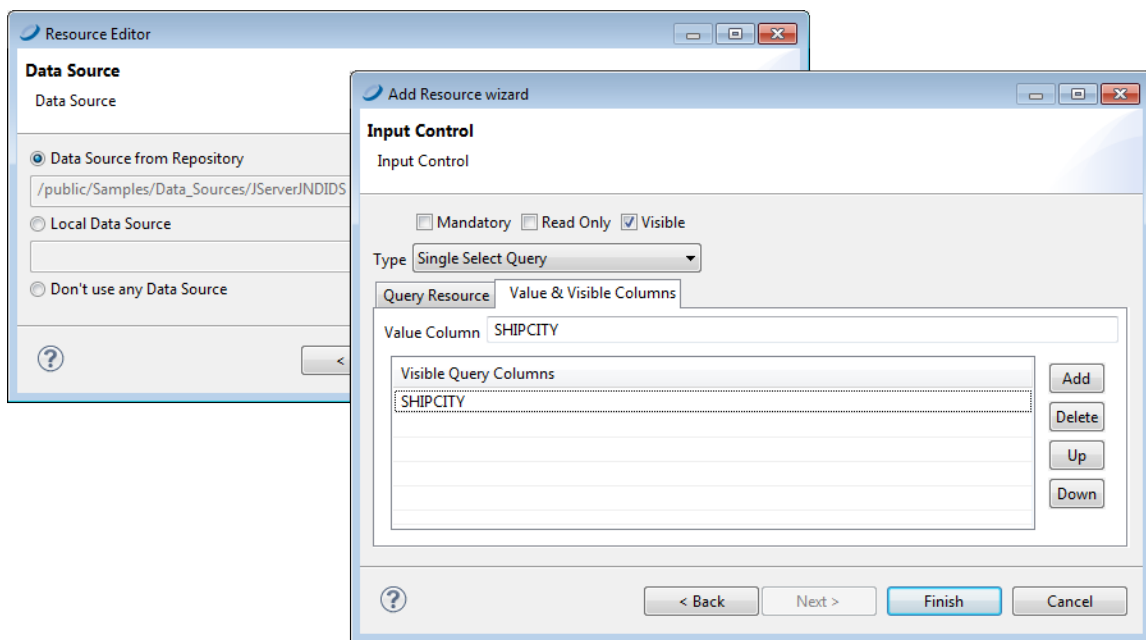 Resource Editor
Data Source
Data Source
Data Source from Repository
/public/Samples/Data_Sources/JServerJNDIDS
Local Data Source
Don't use any Data Source
<
Add Resource wizard
Input Control
Input Control
Mandatory Read Only Visible
Type Single Select Query
Query Resource Value & Visible Columns
Value Column SHIPCITY
Visible Query Columns
SHIPCITY
Add
Delete
Up
Down
< Back Next > Finish Cancel